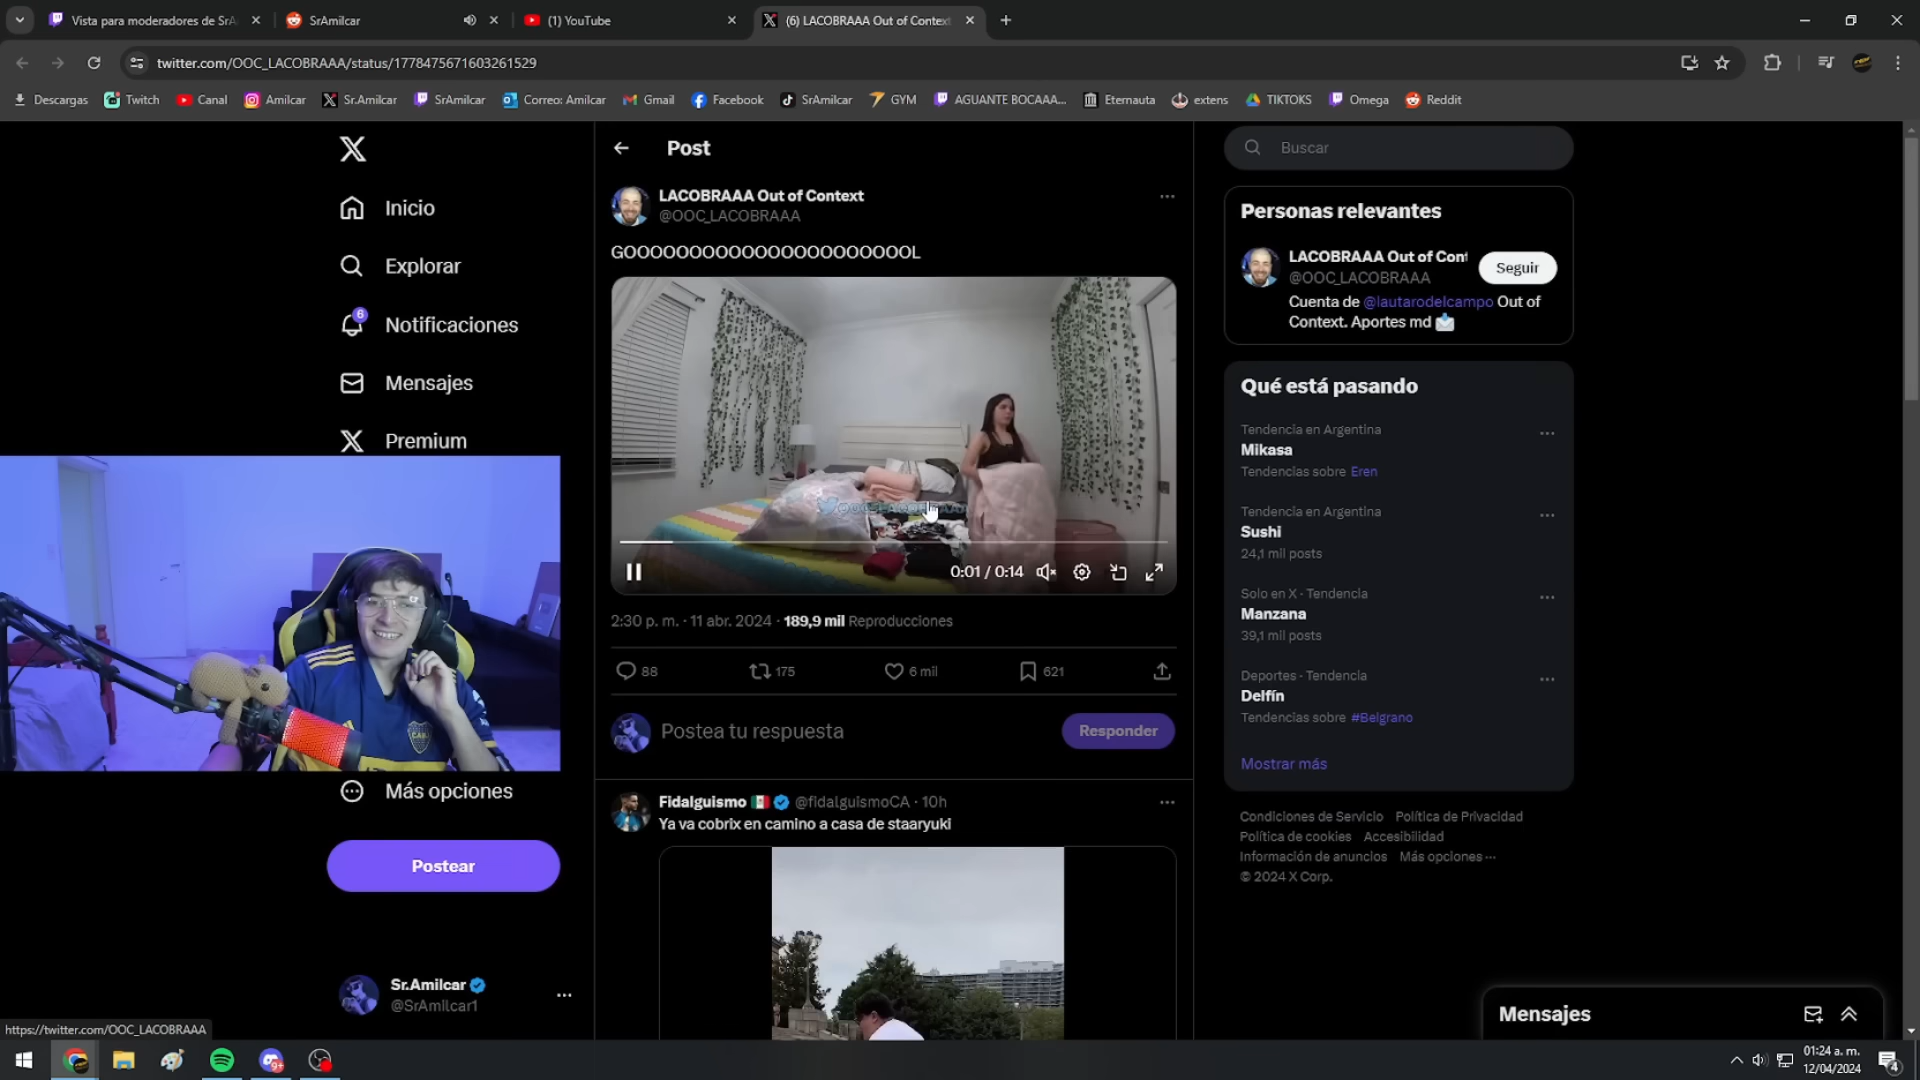 Vista para moderadores de SrA
SrAmilcar
(1) YouTube
(6) LACOBRAAA Out of Context
twitter.com/OOC_LACOBRAAA/status/1778475671603261529
Descargas
Twitch
Canal
Amilcar
Sr.Amilcar
SrAmilcar
Correo: Amilcar
Gmail
Facebook
SrAmilcar
GYM
AGUANTE BOCAAA...
Eternauta
extens
TIKTOKS
Omega
Reddit
Inicio
Explorar
6
Notificaciones
Mensajes
Premium
Más opciones
Postear
Sr.Amilcar
@SrAmilcar1
https://twitter.com/OOC_LACOBRAAA
Post
LACOBRAAA Out of Context
@OOC_LACOBRAAA
GOOOOOOOOOOOOOOOOOOOOOOL
0:01 / 0:14
2:30 p. m. · 11 abr. 2024 · 189,9 mil Reproducciones
88
175
6 mil
621
Postea tu respuesta
Responder
Fidalguismo @fidalguismoCA · 10h
Ya va cobrix en camino a casa de staaryuki
Buscar
Personas relevantes
LACOBRAAA Out of Cont
@OOC_LACOBRAAA
Seguir
Cuenta de @lautarodelcampo Out of
Context. Aportes md
Qué está pasando
Tendencia en Argentina
Mikasa
Tendencias sobre Eren
Tendencia en Argentina
Sushi
24,1 mil posts
Solo en X · Tendencia
Manzana
39,1 mil posts
Deportes · Tendencia
Delfín
Tendencias sobre #Belgrano
Mostrar más
Condiciones de Servicio Política de Privacidad
Política de cookies Accesibilidad
Información de anuncios Más opciones ···
© 2024 X Corp.
Mensajes
9+
01:24 a. m.
12/04/2024
4